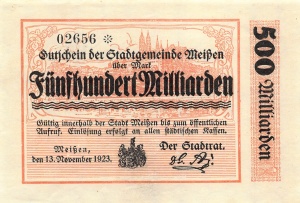 02656 *
Gutschein der Stadtgemeinde Meißen
über Mark
Fünfhundert Milliarden
Gültig innerhalb der Stadt Meißen bis zum öffentlichen
Aufruf. Einlösung erfolgt an allen städtischen Kassen.
Meißen,
den 13. November 1923.
Der Stadtrat.
500 Milliarden